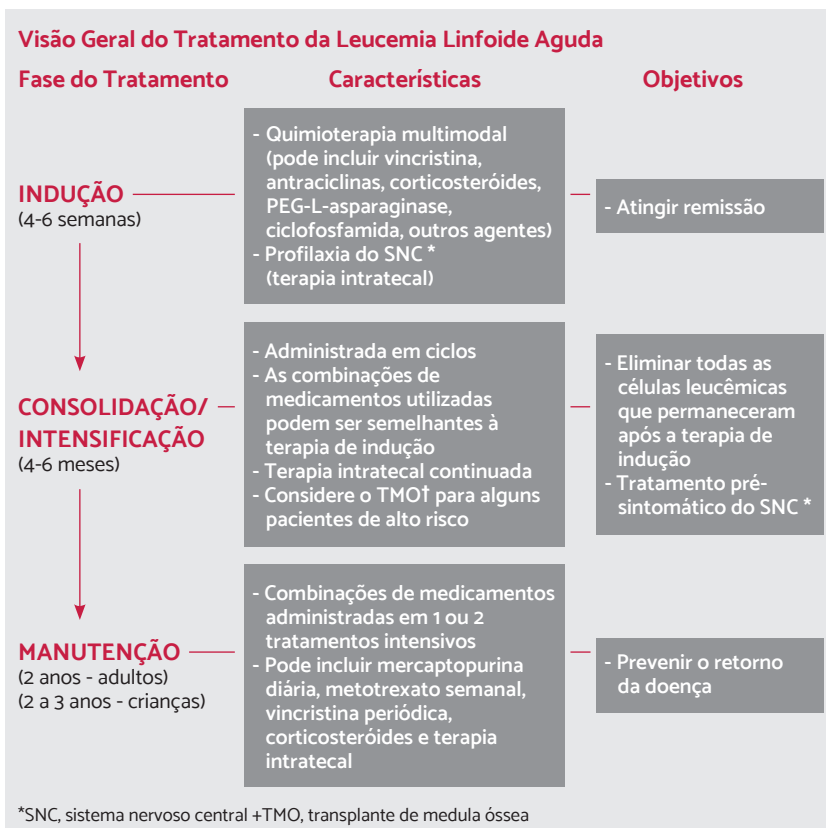 Visão Geral do Tratamento da Leucemia Linfoide Aguda
Fase do Tratamento
Características
Objetivos
INDUÇÃO
(4-6 semanas)
- Quimioterapia multimodal
(pode incluir vincristina,
antraciclinas, corticosteróides,
PEG-L-asparaginase,
ciclofosfamida, outros agentes)
- Profilaxia do SNC *
(terapia intratecal)
- Atingir remissão
CONSOLIDAÇÃO/
INTENSIFICAÇÃO
(4-6 meses)
- Administrada em ciclos
- As combinações de
medicamentos utilizadas
podem ser semelhantes à
terapia de indução
- Terapia intratecal continuada
- Considere o TMO† para alguns
pacientes de alto risco
- Eliminar todas as
células leucêmicas
que permaneceram
após a terapia de
indução
- Tratamento pré-
sintomático do SNC *
MANUTENÇÃO
(2 anos - adultos)
(2 a 3 anos - crianças)
- Combinações de medicamentos
administradas em 1 ou 2
tratamentos intensivos
- Pode incluir mercaptopurina
diária, metotrexato semanal,
vincristina periódica,
corticosteróides e terapia
intratecal
- Prevenir o retorno
da doença
*SNC, sistema nervoso central +TMO, transplante de medula óssea